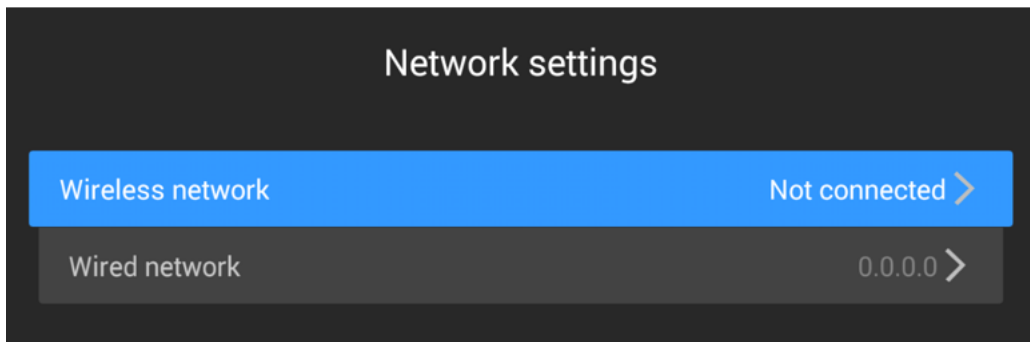 Network settings
Wireless network Not connected
Wired network 0.0.0.0